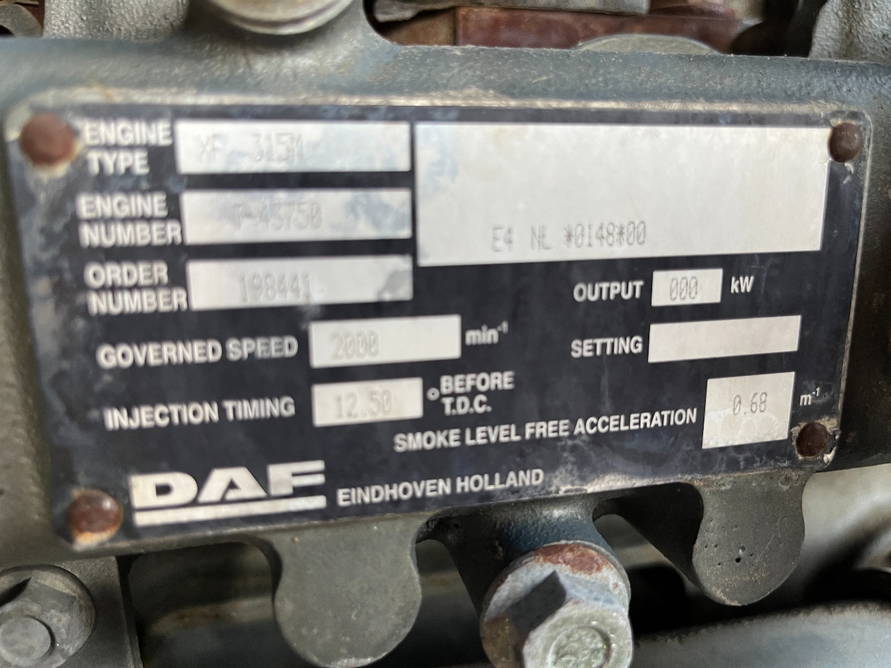 ENGINE TYPE XF 315M
ENGINE NUMBER T-45750
E4 NL *0148*00
ORDER NUMBER 198441
OUTPUT 000 kW
GOVERNED SPEED 2000 min-1
SETTING
INJECTION TIMING 12.50 ° BEFORE T.D.C.
SMOKE LEVEL FREE ACCELERATION 0.68 m-1
DAF EINDHOVEN HOLLAND